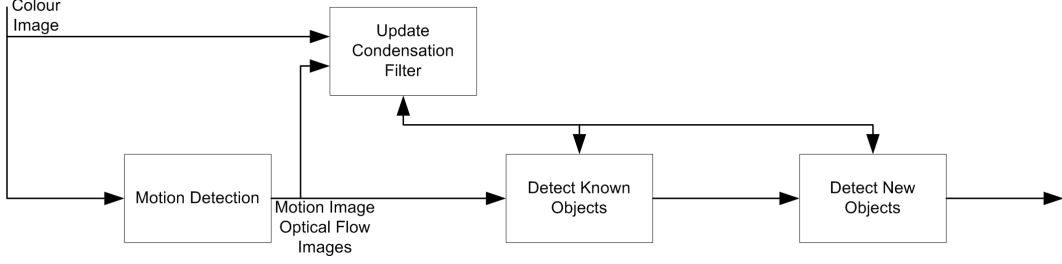 Colour
Image
Update
Condensation
Filter
Motion Detection
Motion Image
Optical Flow
Images
Detect Known
Objects
Detect New
Objects